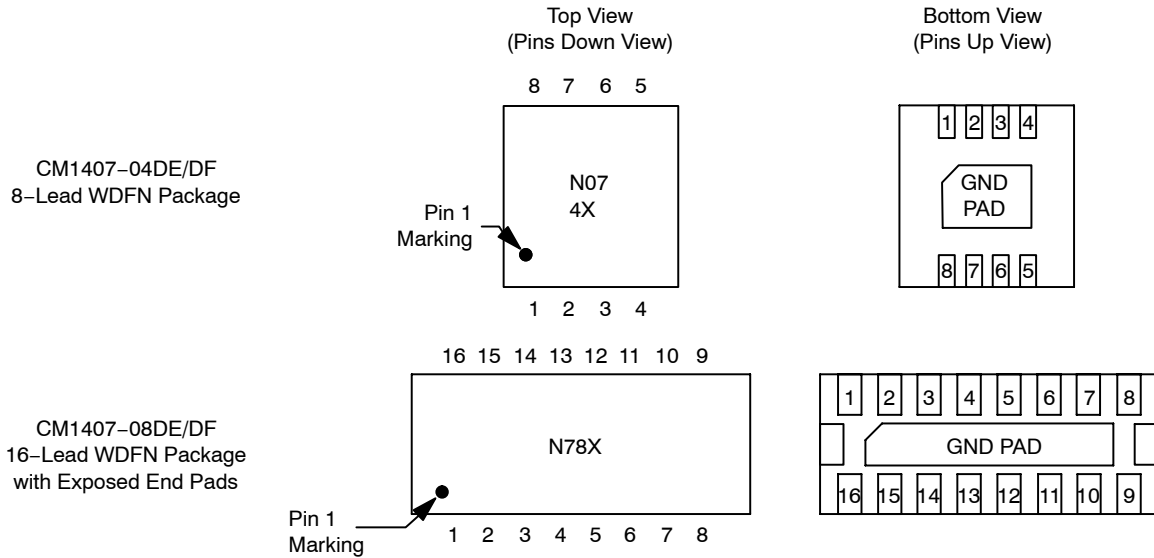 Top View
(Pins Down View)
Bottom View
(Pins Up View)
8 7 6 5
1 2 3 4
CM1407–04DE/DF
8–Lead WDFN Package
N07
4X
GND
PAD
Pin 1
Marking
8 7 6 5
1 2 3 4
16 15 14 13 12 11 10 9
1 2 3 4 5 6 7 8
CM1407–08DE/DF
16–Lead WDFN Package
with Exposed End Pads
N78X
GND PAD
16 15 14 13 12 11 10 9
Pin 1
Marking
1 2 3 4 5 6 7 8